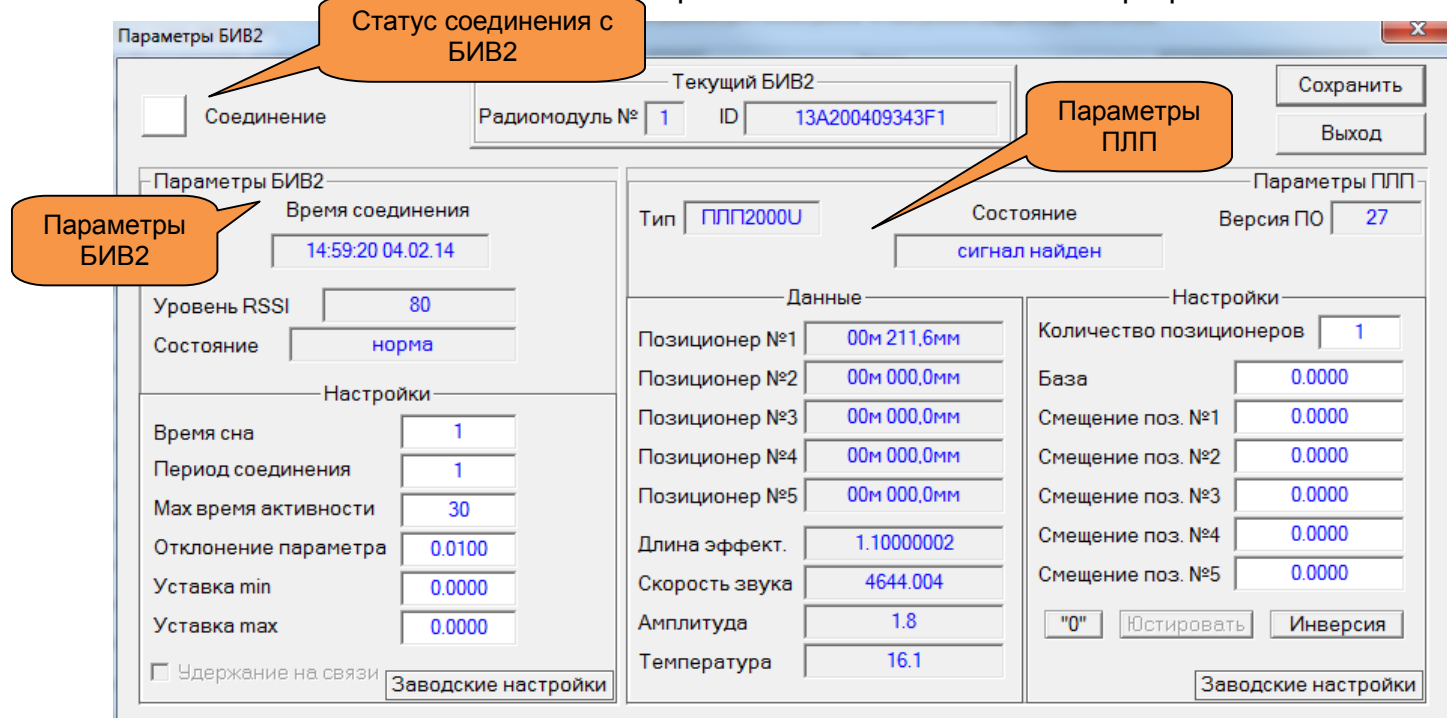 Статус соединения с
БИВ2
Параметры БИВ2
Текущий БИВ2
Соединение
Радиомодуль № 1 ID 13A200409343F1
Сохранить
Выход
Параметры
ПЛП
Параметры
БИВ2
Параметры БИВ2
Время соединения
14:59:20 04.02.14
Уровень RSSI 80
Состояние норма
Настройки
Время сна 1
Период соединения 1
Мах время активности 30
Отклонение параметра 0.0100
Уставка min 0.0000
Уставка max 0.0000
Удержание на связи
Заводские настройки
Параметры ПЛП
Тип ПЛП2000U Состояние Версия ПО 27
сигнал найден
Данные
Позиционер №1 00м 211,6мм
Позиционер №2 00м 000,0мм
Позиционер №3 00м 000,0мм
Позиционер №4 00м 000,0мм
Позиционер №5 00м 000,0мм
Длина эффект. 1.10000002
Скорость звука 4644.004
Амплитуда 1.8
Температура 16.1
Настройки
Количество позиционеров 1
База 0.0000
Смещение поз. №1 0.0000
Смещение поз. №2 0.0000
Смещение поз. №3 0.0000
Смещение поз. №4 0.0000
Смещение поз. №5 0.0000
"0" Юстировать Инверсия
Заводские настройки